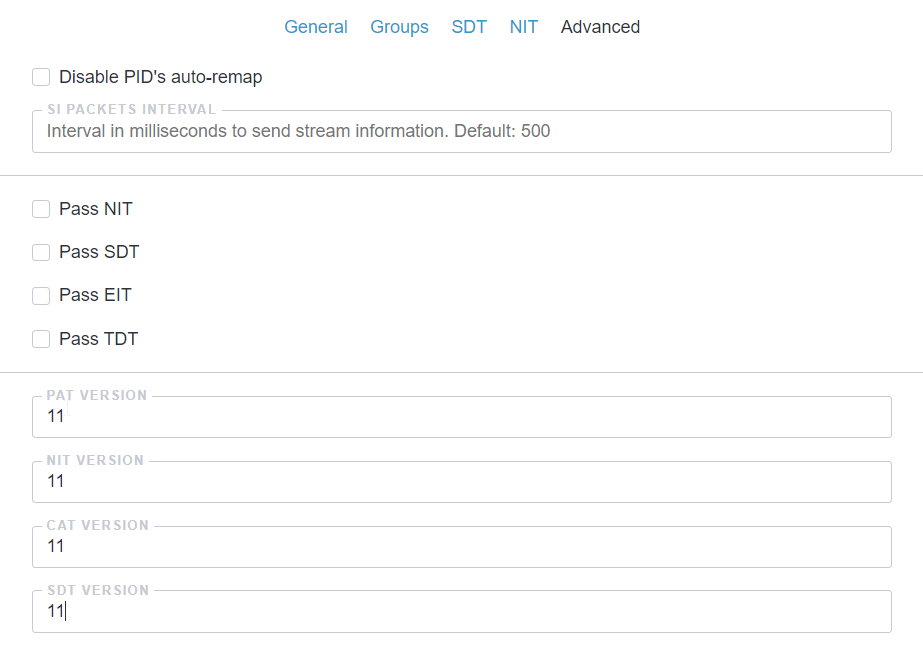 General Groups SDT NIT Advanced
Disable PID's auto-remap
SI PACKETS INTERVAL
Interval in milliseconds to send stream information. Default: 500
Pass NIT
Pass SDT
Pass EIT
Pass TDT
PAT VERSION
11
NIT VERSION
11
CAT VERSION
11
SDT VERSION
11